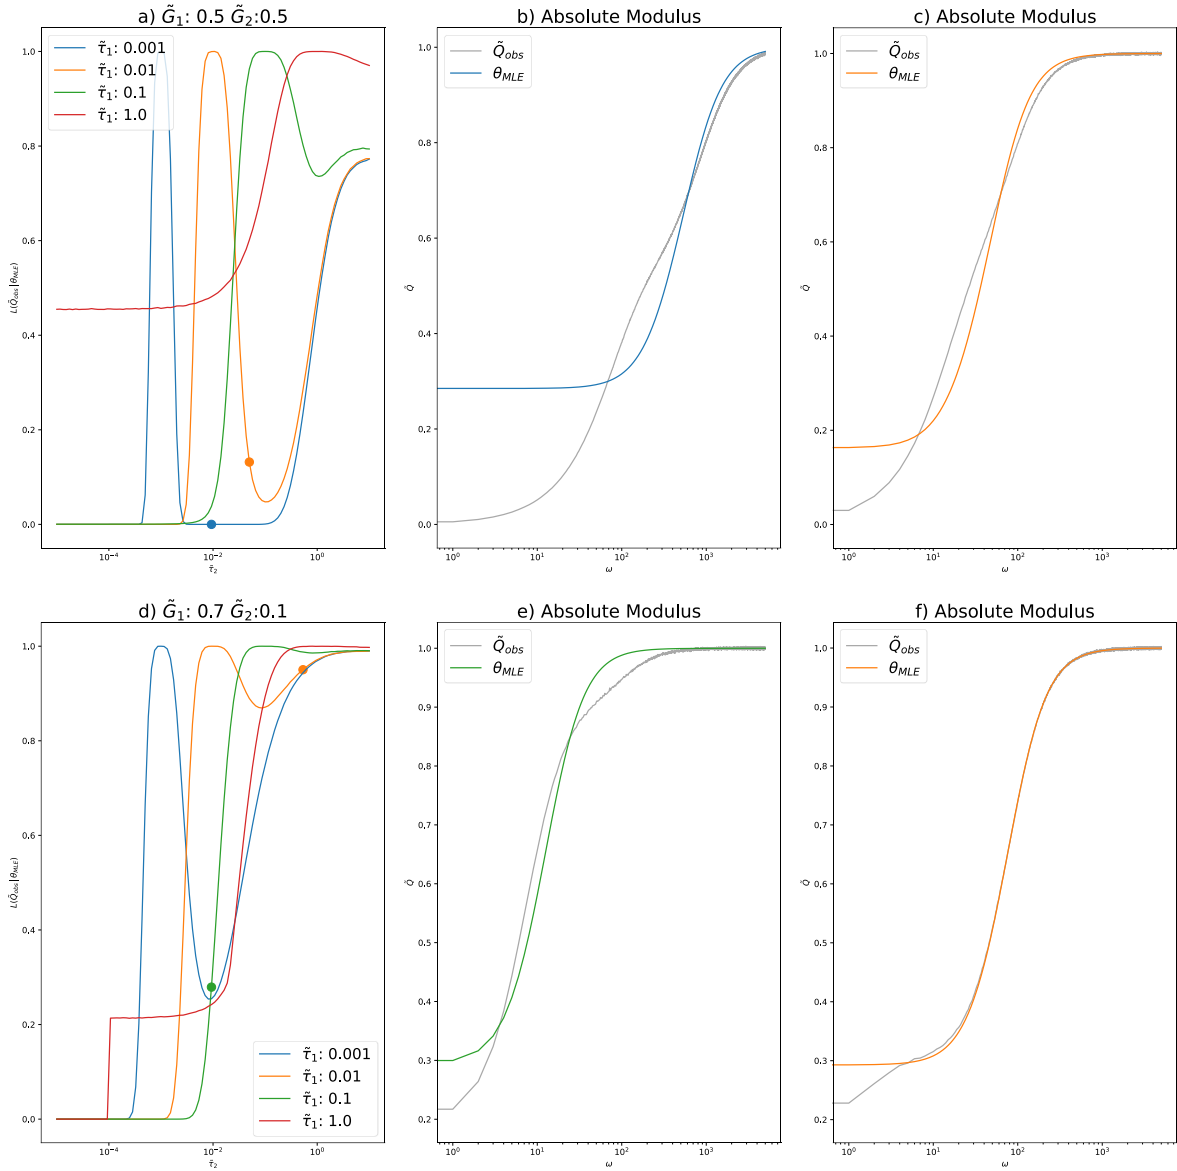 a) G̃₁: 0.5 G̃₂:0.5
τ̃₁: 0.001
τ̃₁: 0.01
τ̃₁: 0.1
τ̃₁: 1.0
1.0
0.8
0.6
0.4
0.2
0.0
L(Q̃obs|θMLE)
10⁻⁴
10⁻²
10⁰
τ̃₂
b) Absolute Modulus
Q̃obs
θMLE
1.0
0.8
0.6
0.4
0.2
0.0
Q̃
10⁰
10¹
10²
10³
ω
c) Absolute Modulus
Q̃obs
θMLE
1.0
0.8
0.6
0.4
0.2
0.0
Q̃
10⁰
10¹
10²
10³
ω
d) G̃₁: 0.7 G̃₂:0.1
1.0
0.8
0.6
0.4
0.2
0.0
L(Q̃obs|θMLE)
τ̃₁: 0.001
τ̃₁: 0.01
τ̃₁: 0.1
τ̃₁: 1.0
10⁻⁴
10⁻²
10⁰
τ̃₂
e) Absolute Modulus
Q̃obs
θMLE
1.0
0.9
0.8
0.7
0.6
0.5
0.4
0.3
0.2
Q̃
10⁰
10¹
10²
10³
ω
f) Absolute Modulus
Q̃obs
θMLE
1.0
0.9
0.8
0.7
0.6
0.5
0.4
0.3
0.2
Q̃
10⁰
10¹
10²
10³
ω